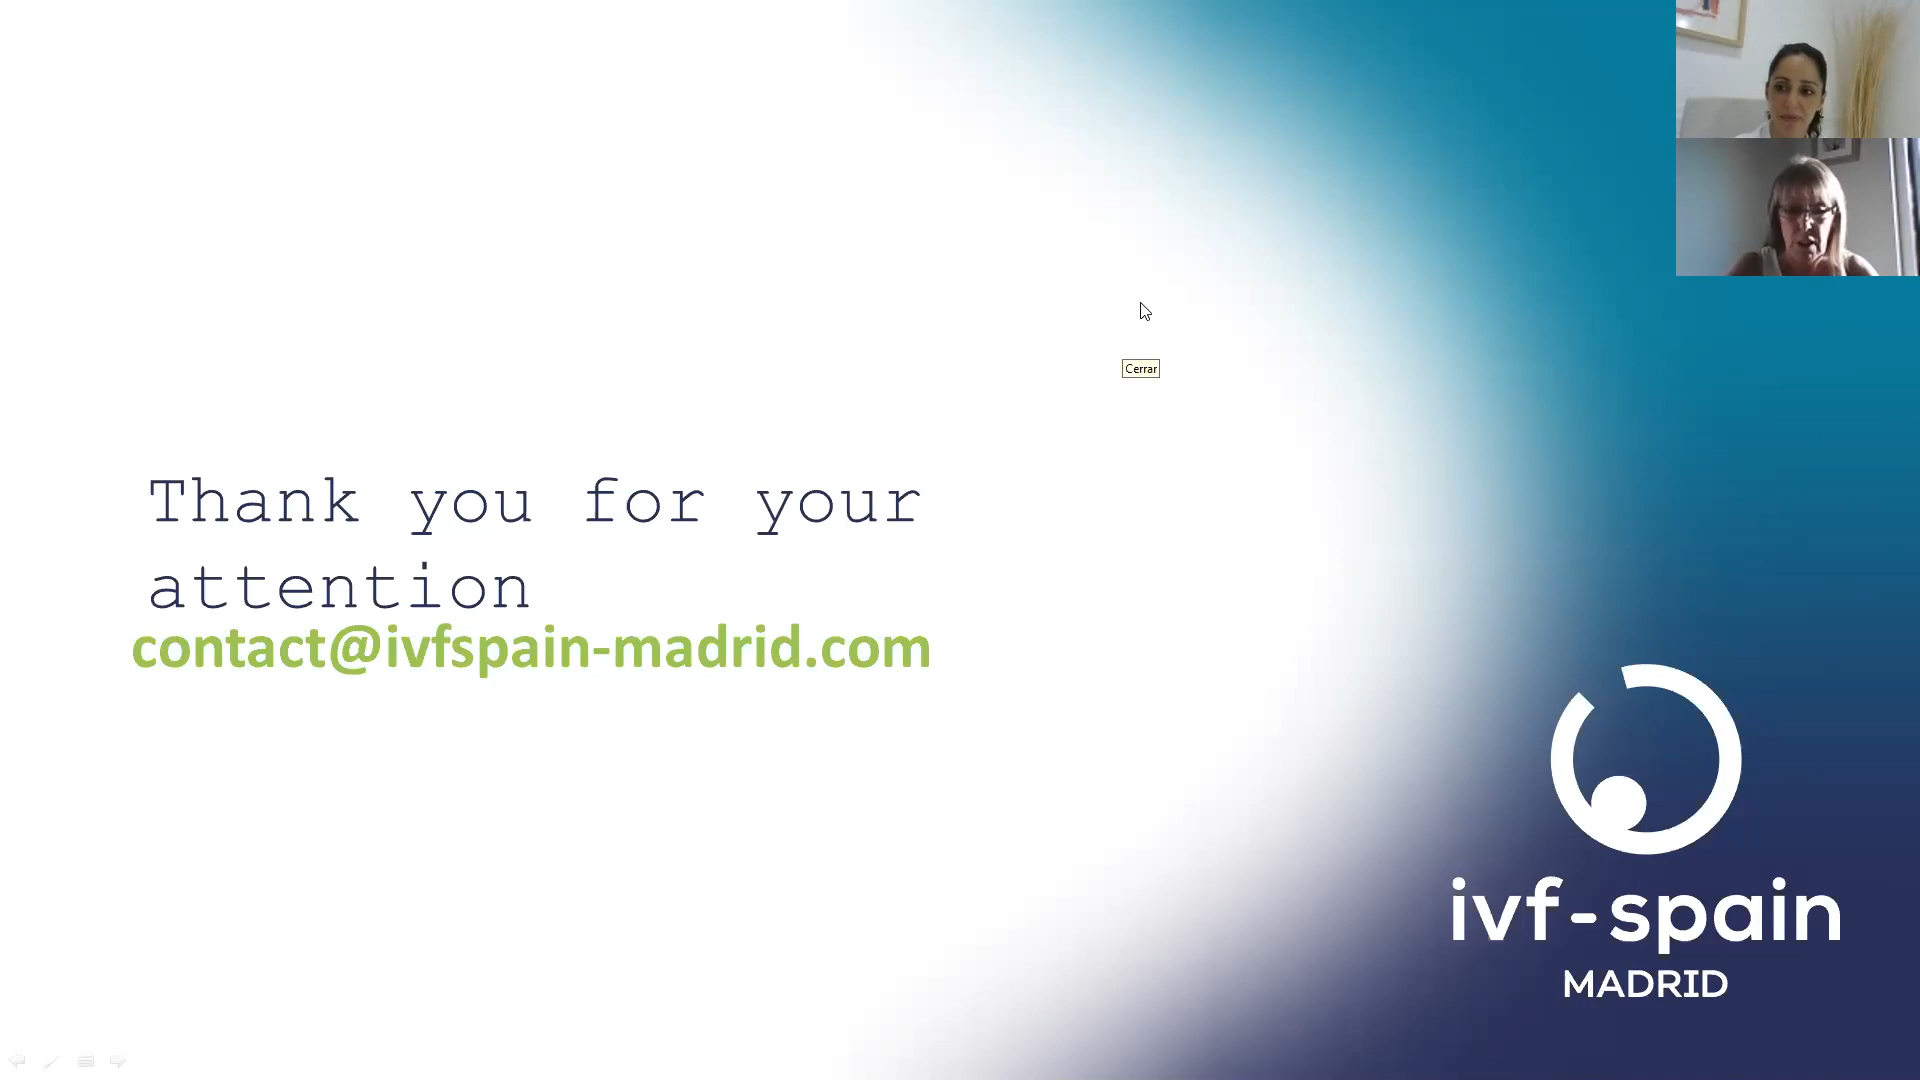 Cerrar
Thank you for your
attention
contact@ivfspain-madrid.com
ivf-spain
MADRID